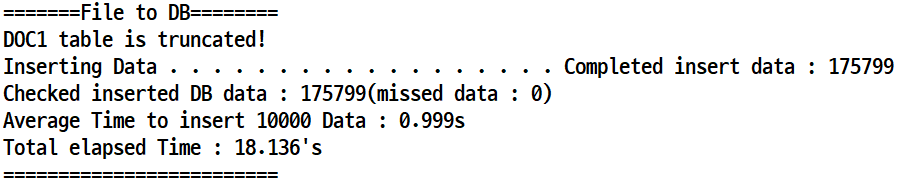 =======File to DB========
DOC1 table is truncated!
Inserting Data . . . . . . . . . . . . . . . . . . Completed insert data : 175799
Checked inserted DB data : 175799(missed data : 0)
Average Time to insert 10000 Data : 0.999s
Total elapsed Time : 18.136's
=========================